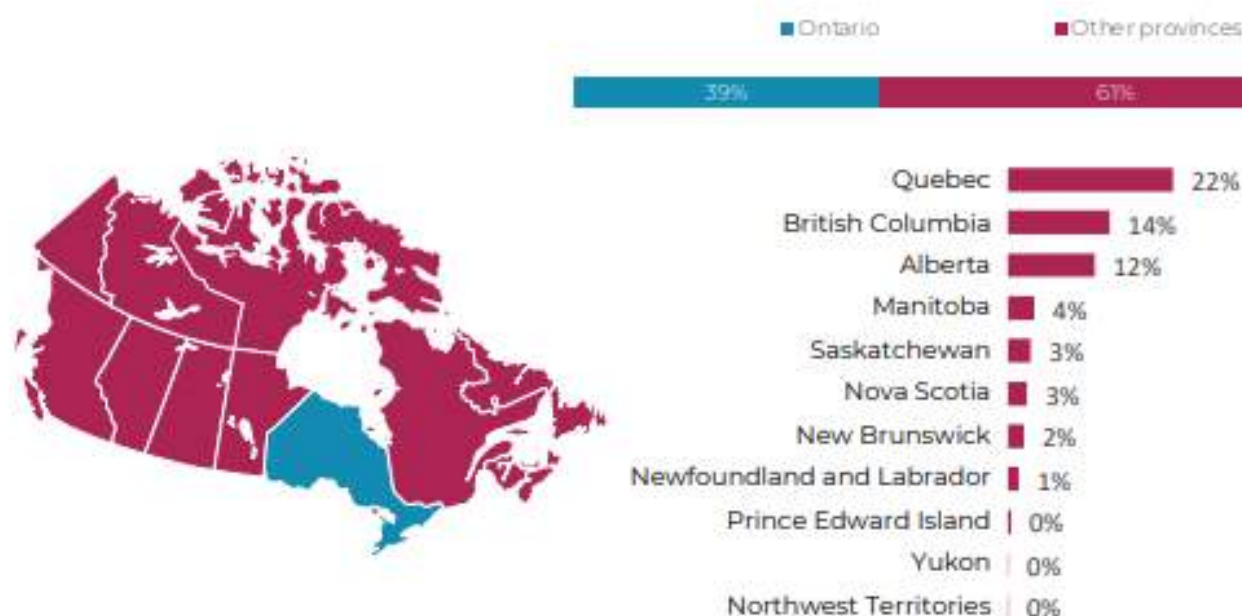 Ontario Other provinces
39% 61%
Quebec 22%
British Columbia 14%
Alberta 12%
Manitoba 4%
Saskatchewan 3%
Nova Scotia 3%
New Brunswick 2%
Newfoundland and Labrador 1%
Prince Edward Island 0%
Yukon 0%
Northwest Territories 0%